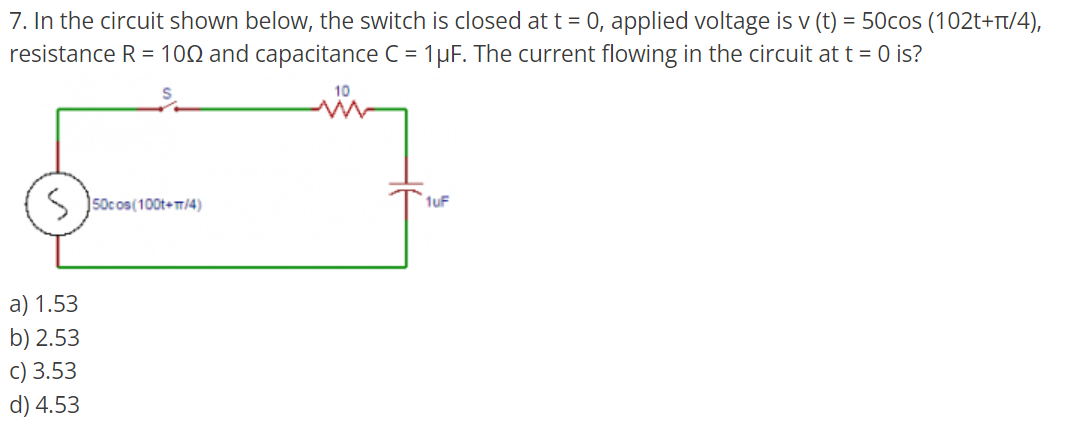 7. In the circuit shown below, the switch is closed at t = 0, applied voltage is v (t) = 50cos (102t+π/4),
resistance R = 10Ω and capacitance C = 1μF. The current flowing in the circuit at t = 0 is?
S
10
50cos(100t+π/4)
1uF
a) 1.53
b) 2.53
c) 3.53
d) 4.53